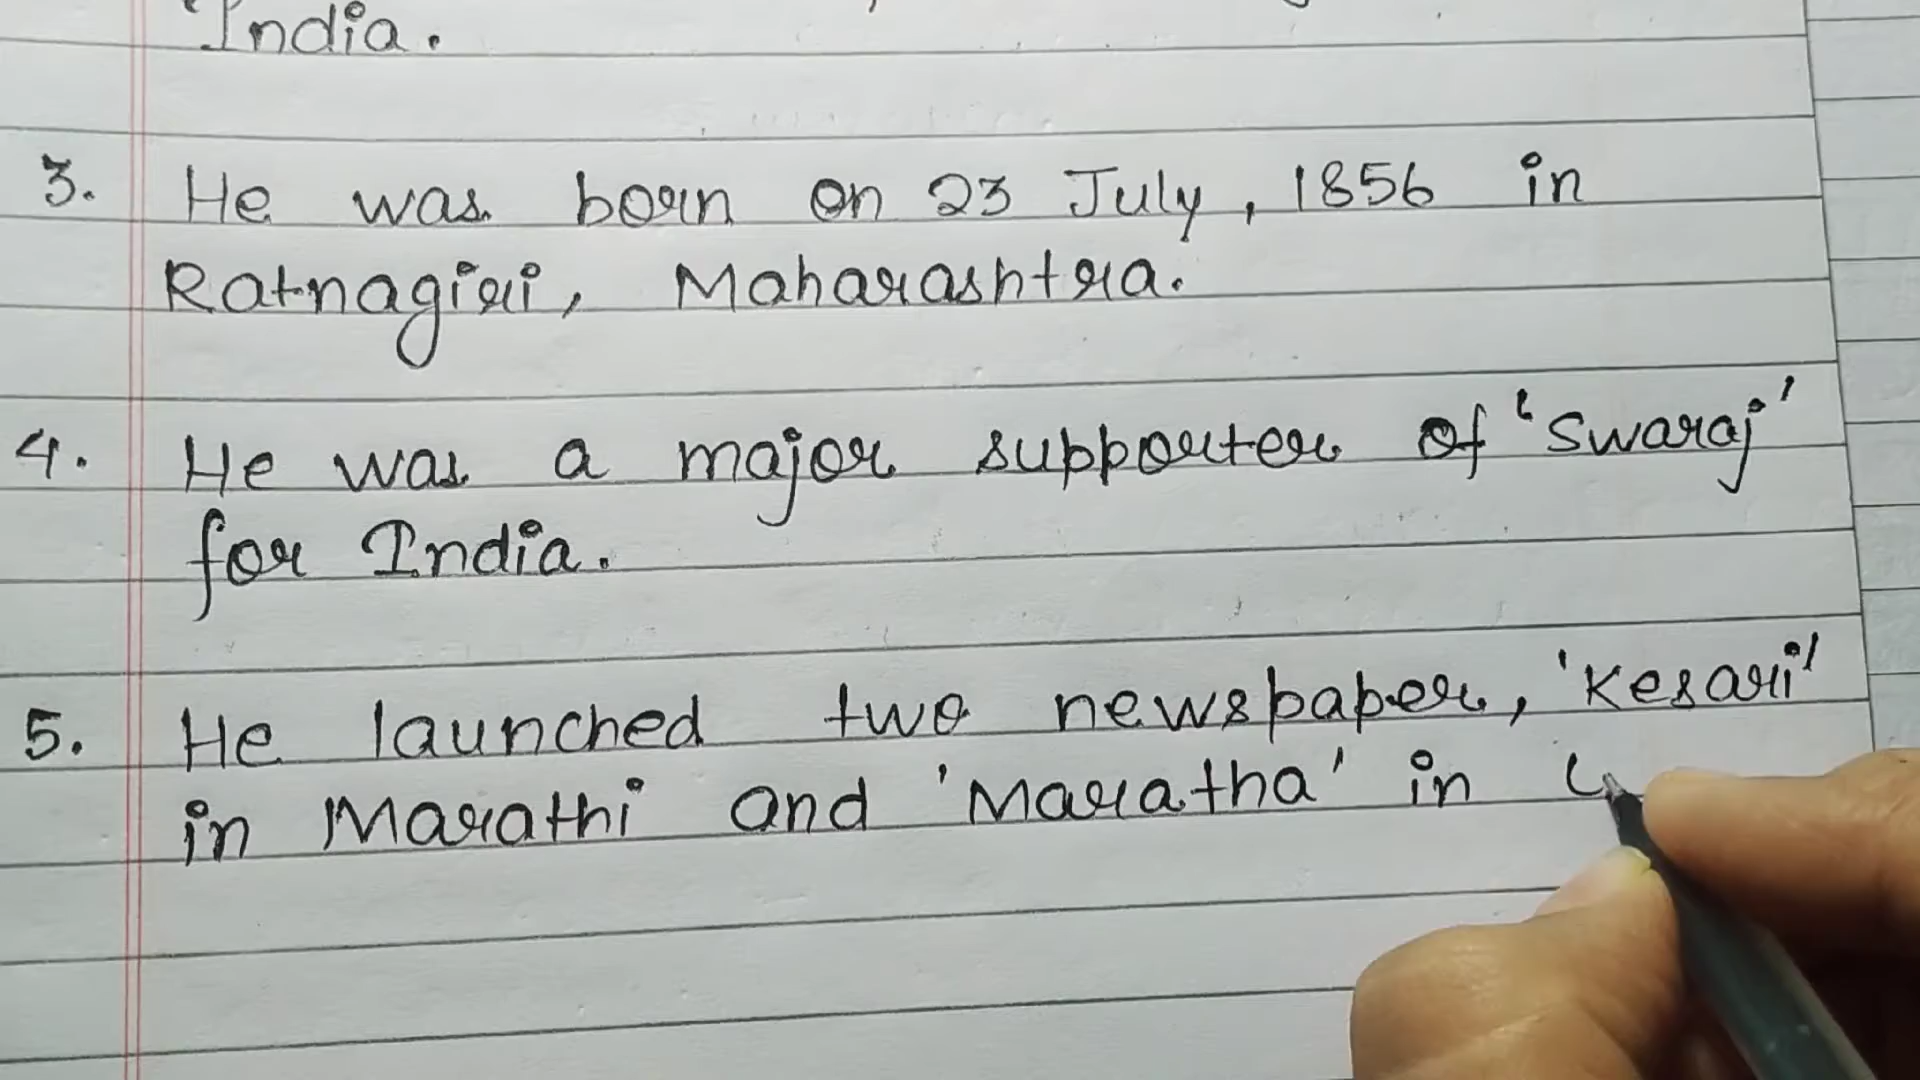 India.
3. He was born on 23 July, 1856 in
Ratnagiri, Maharashtra.
4. He was a major supporter of 'Swaraj'
for India.
5. He launched two newspaper, 'Kesari'
in Marathi and 'Maratha' in